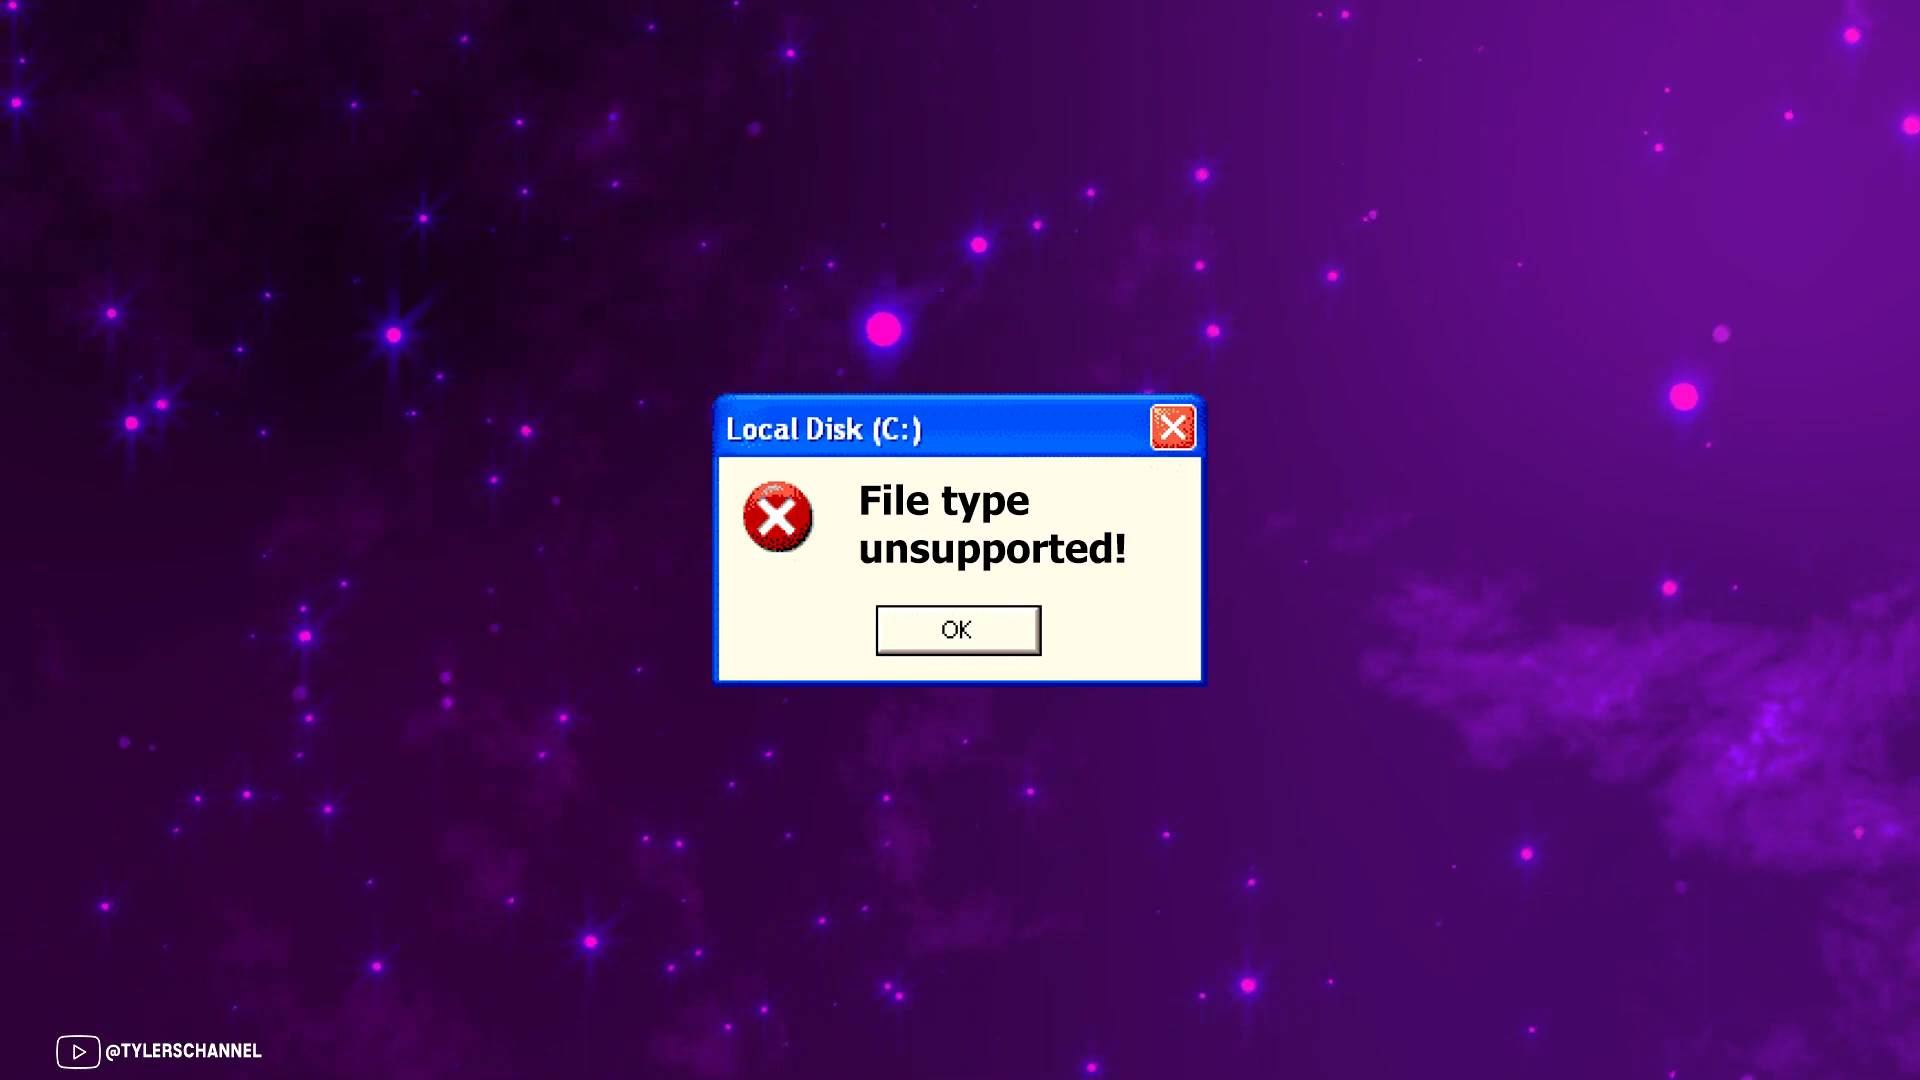 Local Disk (C:)
File type
unsupported!
OK
@TYLERSCHANNEL